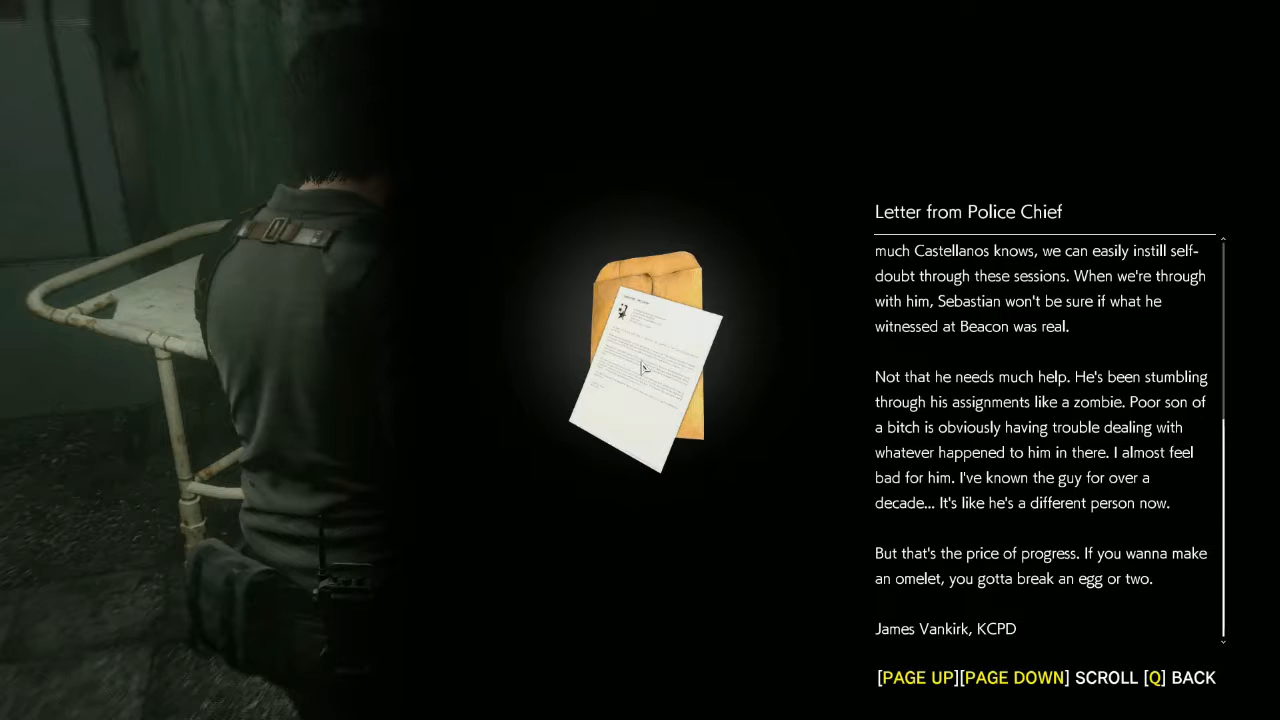 Letter from Police Chief
much Castellanos knows, we can easily instill self-
doubt through these sessions. When we're through
with him, Sebastian won't be sure if what he
witnessed at Beacon was real.
Not that he needs much help. He's been stumbling
through his assignments like a zombie. Poor son of
a bitch is obviously having trouble dealing with
whatever happened to him in there. I almost feel
bad for him. I've known the guy for over a
decade... It's like he's a different person now.
But that's the price of progress. If you wanna make
an omelet, you gotta break an egg or two.
James Vankirk, KCPD
[PAGE UP][PAGE DOWN] SCROLL [Q] BACK